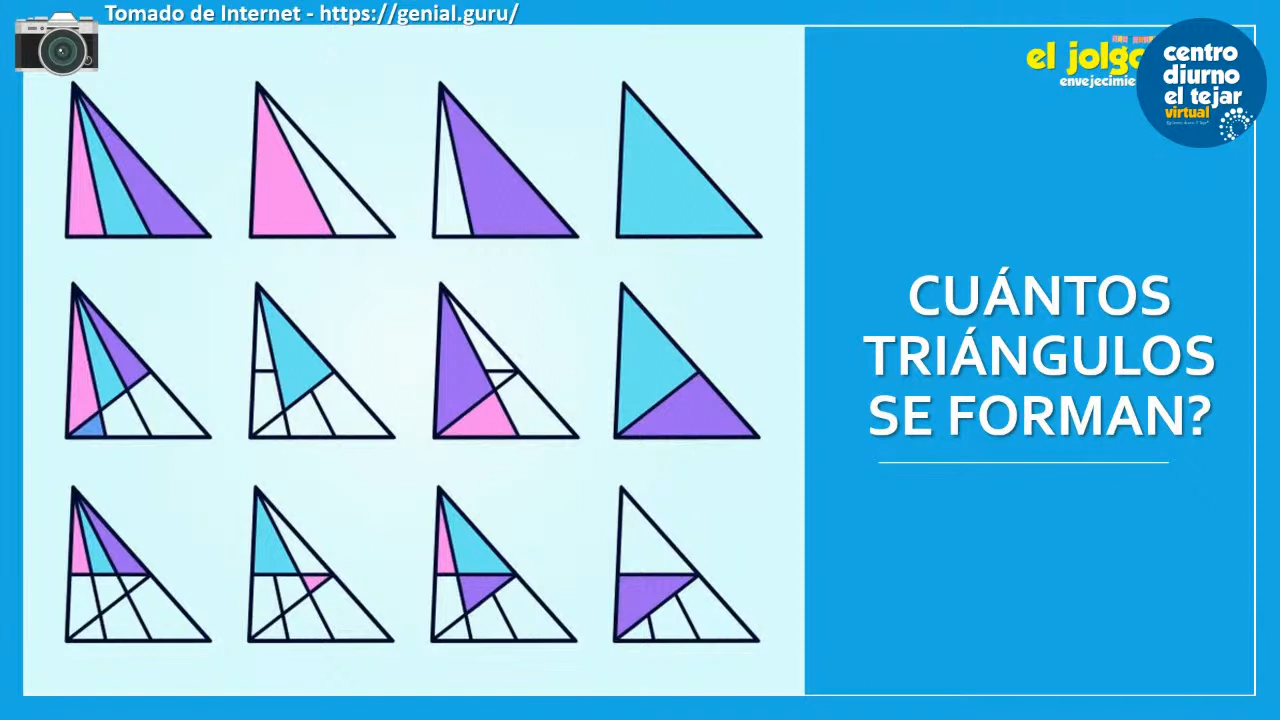 Tomado de Internet - https://genial.guru/
el jolgo
envejecimie
centro
diurno
el tejar
virtual
CUÁNTOS
TRIÁNGULOS
SE FORMAN?